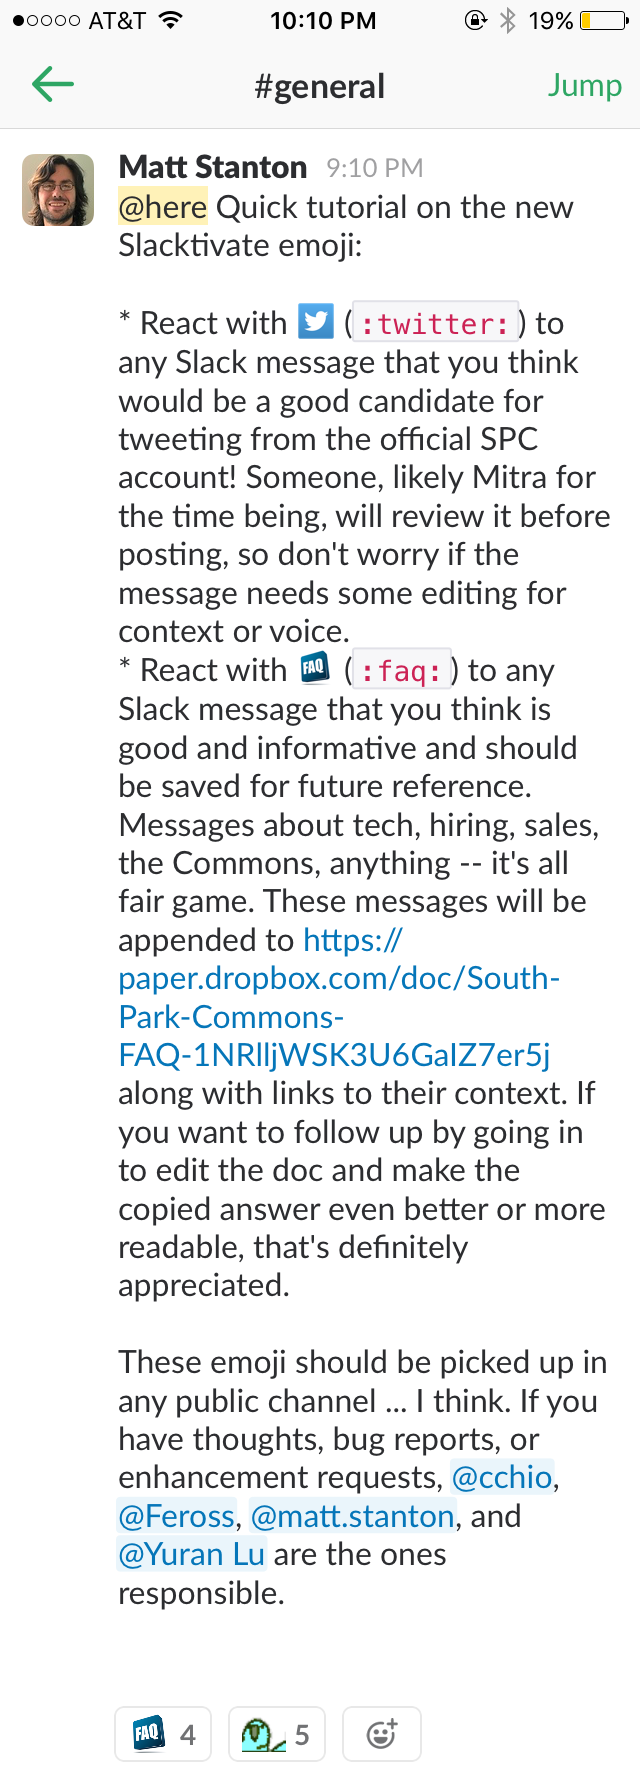 AT&T 10:10 PM 19%
#general Jump
Matt Stanton 9:10 PM
@here Quick tutorial on the new
Slacktivate emoji:
* React with (:twitter:) to
any Slack message that you think
would be a good candidate for
tweeting from the official SPC
account! Someone, likely Mitra for
the time being, will review it before
posting, so don't worry if the
message needs some editing for
context or voice.
* React with FAQ (:faq:) to any
Slack message that you think is
good and informative and should
be saved for future reference.
Messages about tech, hiring, sales,
the Commons, anything -- it's all
fair game. These messages will be
appended to https://
paper.dropbox.com/doc/South-
Park-Commons-
FAQ-1NRlljWSK3U6GaIZ7er5j
along with links to their context. If
you want to follow up by going in
to edit the doc and make the
copied answer even better or more
readable, that's definitely
appreciated.
These emoji should be picked up in
any public channel ... I think. If you
have thoughts, bug reports, or
enhancement requests, @cchio,
@Feross, @matt.stanton, and
@Yuran Lu are the ones
responsible.
FAQ 4 5